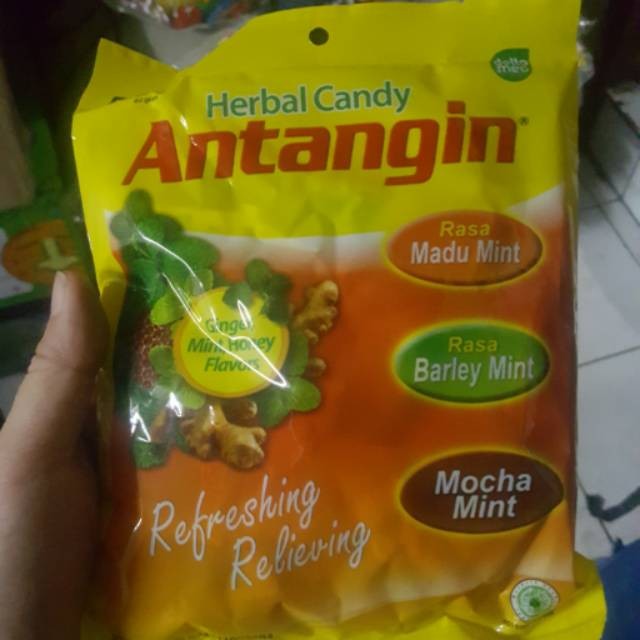 Herbal Candy
Antangin®
Rasa
Madu Mint
Ginger
Mint Honey
Flavors
Rasa
Barley Mint
Mocha
Mint
Refreshing
Relieving